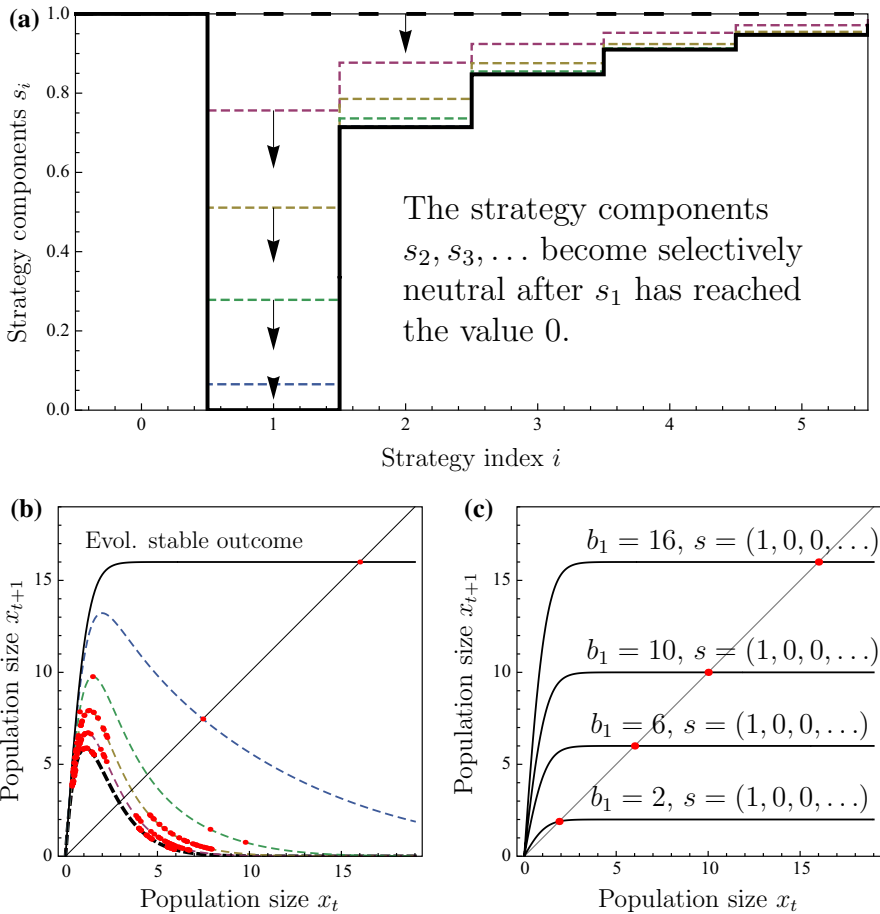 (a)
Strategy components s_i
1.0
0.8
0.6
0.4
0.2
0.0
The strategy components
s_2, s_3, … become selectively
neutral after s_1 has reached
the value 0.
0 1 2 3 4 5
Strategy index i
(b)
Population size x_{t+1}
15
10
5
0
Evol. stable outcome
0 5 10 15
Population size x_t
(c)
Population size x_{t+1}
15
10
5
0
b_1 = 16, s = (1, 0, 0, …)
b_1 = 10, s = (1, 0, 0, …)
b_1 = 6, s = (1, 0, 0, …)
b_1 = 2, s = (1, 0, 0, …)
0 5 10 15
Population size x_t